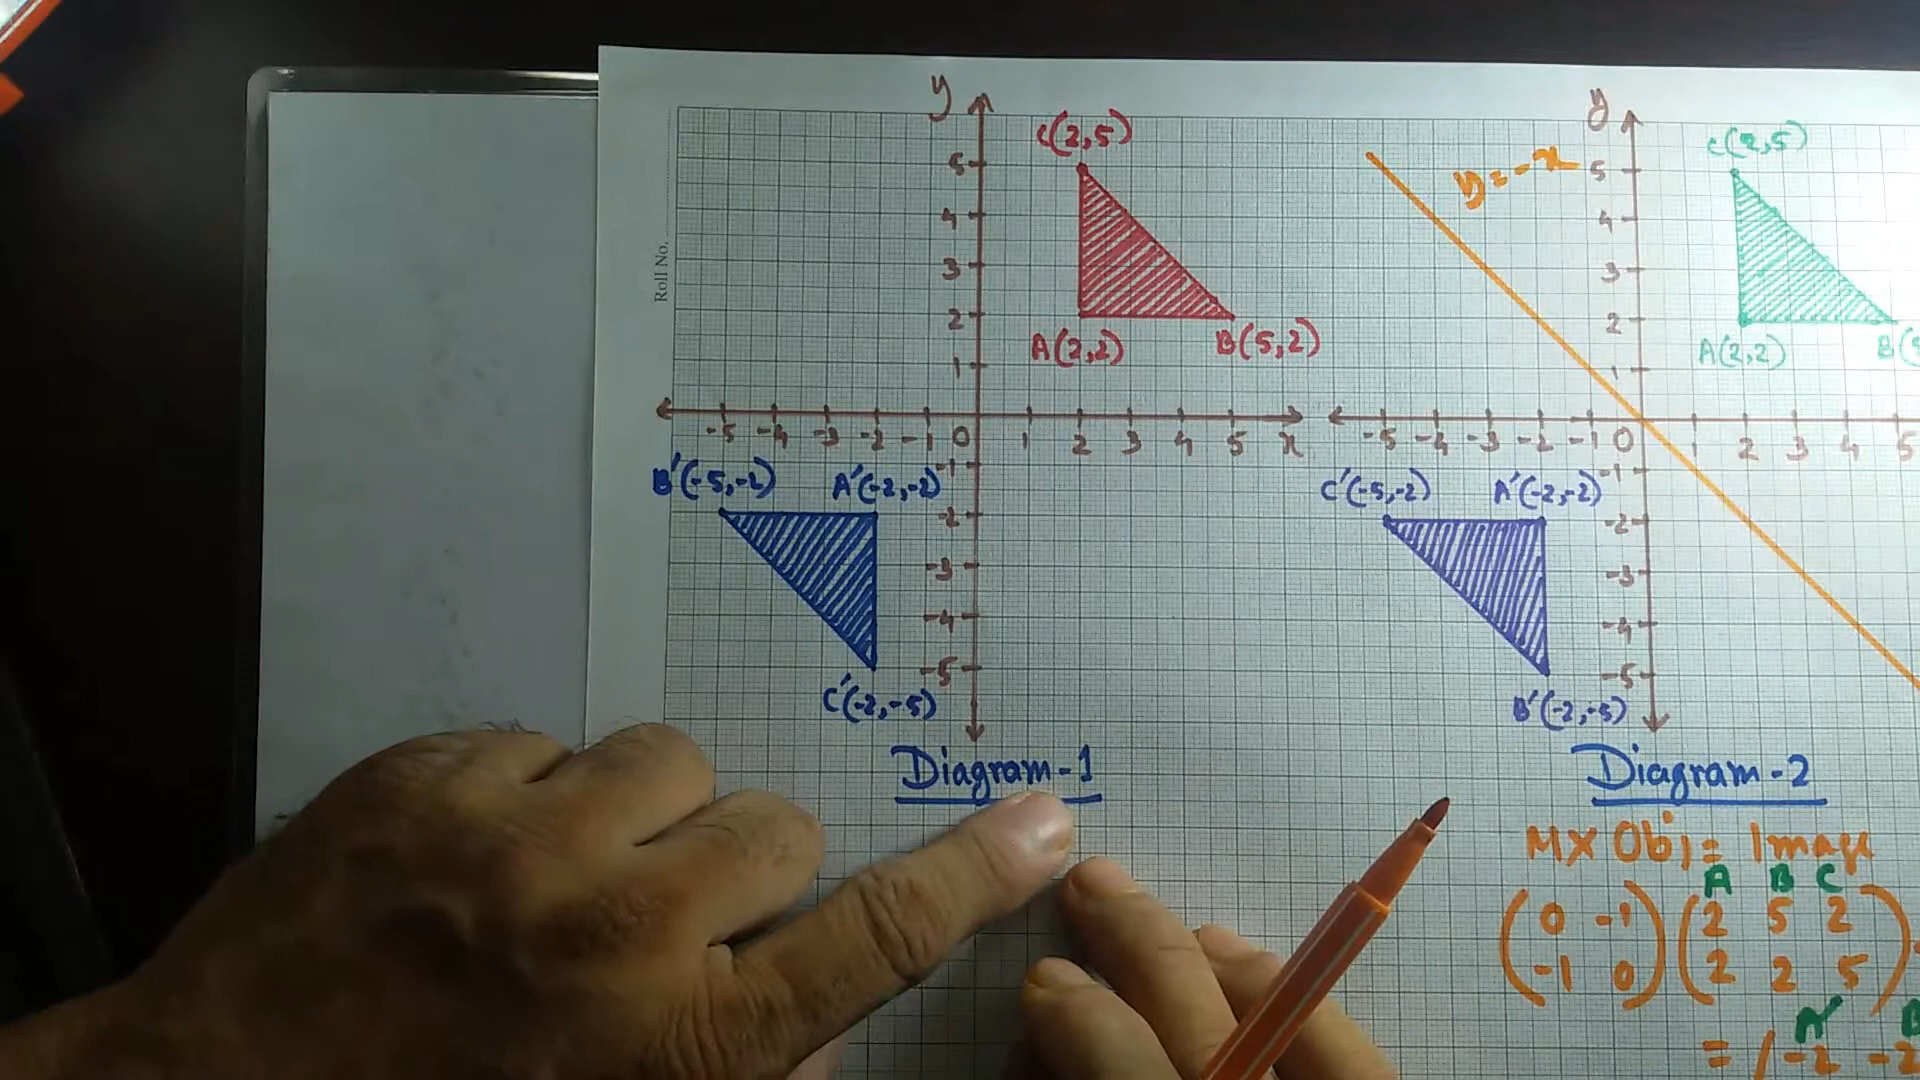 Roll No.
y
C(2,5)
5
4
3
2
1
A(2,2)
B(5,2)
-5 -4 -3 -2 -1 0 1 2 3 4 5 x
-1
-2
-3
-4
-5
B'(-5,-2)
A'(-2,-2)
C'(-2,-5)
Diagram-1
y
y=-x
C(2,5)
5
4
3
2
1
A(2,2)
B(5
-5 -4 -3 -2 -1 0 1 2 3 4 5
-1
-2
-3
-4
-5
C'(-5,-2)
A'(-2,-2)
B'(-2,-5)
Diagram-2
M X Obj = Image
A B C
(0 -1) (2 5 2)
(-1 0) (2 2 5)
A' B
= (-2 -2